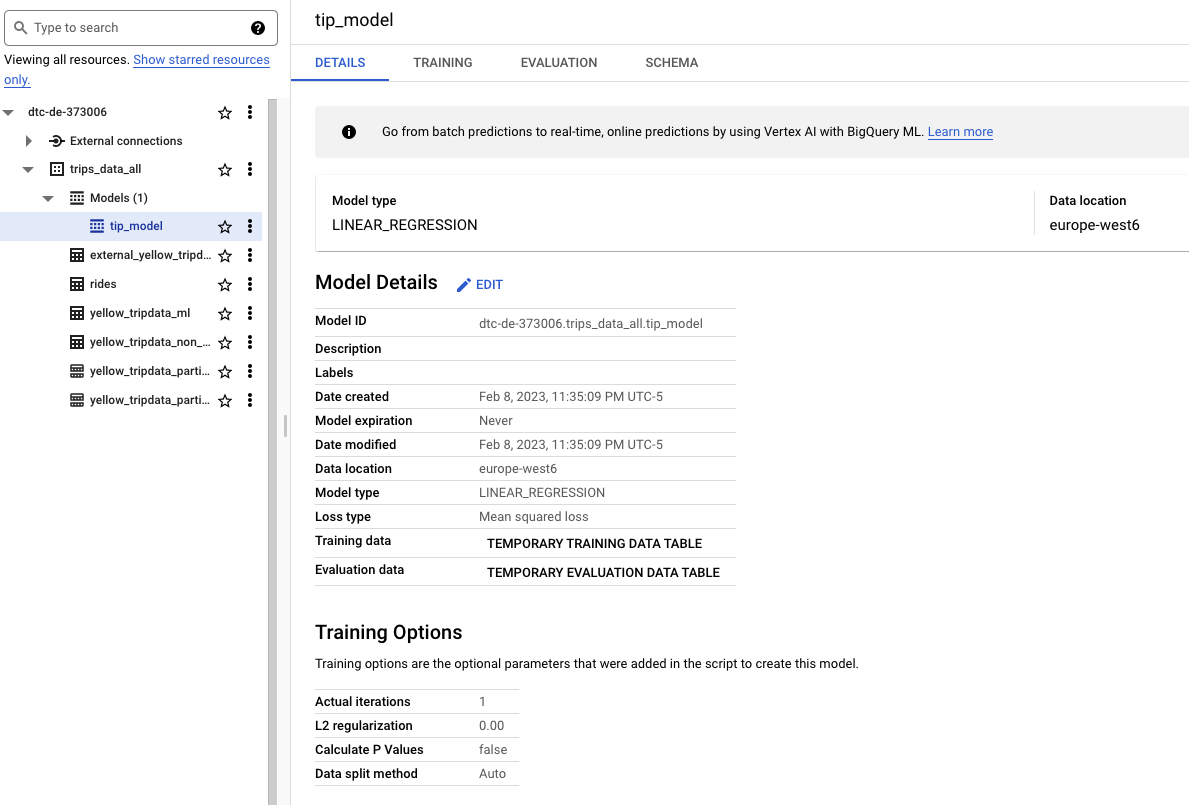 Type to search
Viewing all resources. Show starred resources
only.
dtc-de-373006
External connections
trips_data_all
Models (1)
tip_model
external_yellow_tripd...
rides
yellow_tripdata_ml
yellow_tripdata_non_...
yellow_tripdata_parti...
yellow_tripdata_parti...
tip_model
DETAILS TRAINING EVALUATION SCHEMA
Go from batch predictions to real-time, online predictions by using Vertex AI with BigQuery ML. Learn more
Model type Data location
LINEAR_REGRESSION europe-west6
Model Details EDIT
Model ID dtc-de-373006.trips_data_all.tip_model
Description
Labels
Date created Feb 8, 2023, 11:35:09 PM UTC-5
Model expiration Never
Date modified Feb 8, 2023, 11:35:09 PM UTC-5
Data location europe-west6
Model type LINEAR_REGRESSION
Loss type Mean squared loss
Training data TEMPORARY TRAINING DATA TABLE
Evaluation data TEMPORARY EVALUATION DATA TABLE
Training Options
Training options are the optional parameters that were added in the script to create this model.
Actual iterations 1
L2 regularization 0.00
Calculate P Values false
Data split method Auto